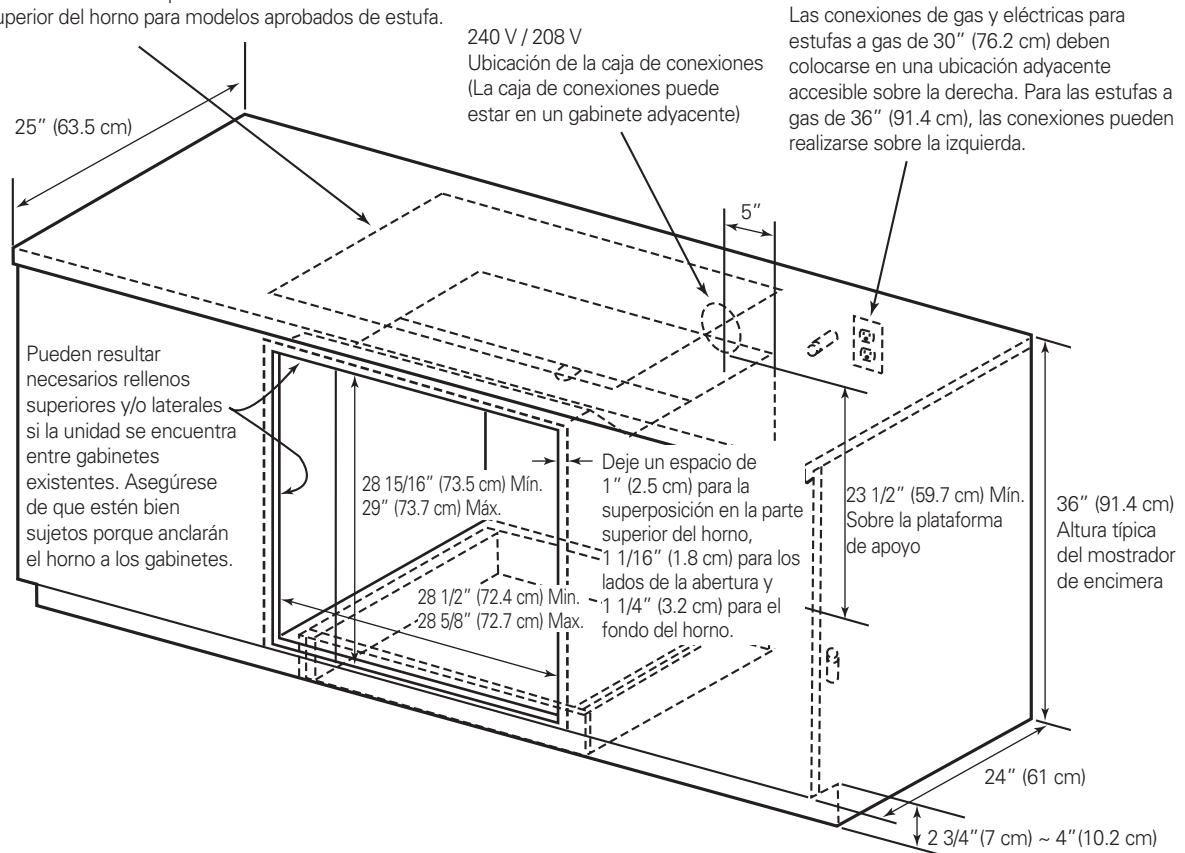 superior del horno para modelos aprobados de estufa.
240 V / 208 V
Ubicación de la caja de conexiones
(La caja de conexiones puede
estar en un gabinete adyacente)
Las conexiones de gas y eléctricas para
estufas a gas de 30” (76.2 cm) deben
colocarse en una ubicación adyacente
accesible sobre la derecha. Para las estufas a
gas de 36” (91.4 cm), las conexiones pueden
realizarse sobre la izquierda.
25” (63.5 cm)
5”
Pueden resultar
necesarios rellenos
superiores y/o laterales
si la unidad se encuentra
entre gabinetes
existentes. Asegúrese
de que estén bien
sujetos porque anclarán
el horno a los gabinetes.
28 15/16” (73.5 cm) Mín.
29” (73.7 cm) Máx.
28 1/2” (72.4 cm) Min.
28 5/8” (72.7 cm) Max.
Deje un espacio de
1” (2.5 cm) para la
superposición en la parte
superior del horno,
1 1/16” (1.8 cm) para los
lados de la abertura y
1 1/4” (3.2 cm) para el
fondo del horno.
23 1/2” (59.7 cm) Mín.
Sobre la plataforma
de apoyo
36” (91.4 cm)
Altura típica
del mostrador
de encimera
24” (61 cm)
2 3/4”(7 cm) ~ 4”(10.2 cm)